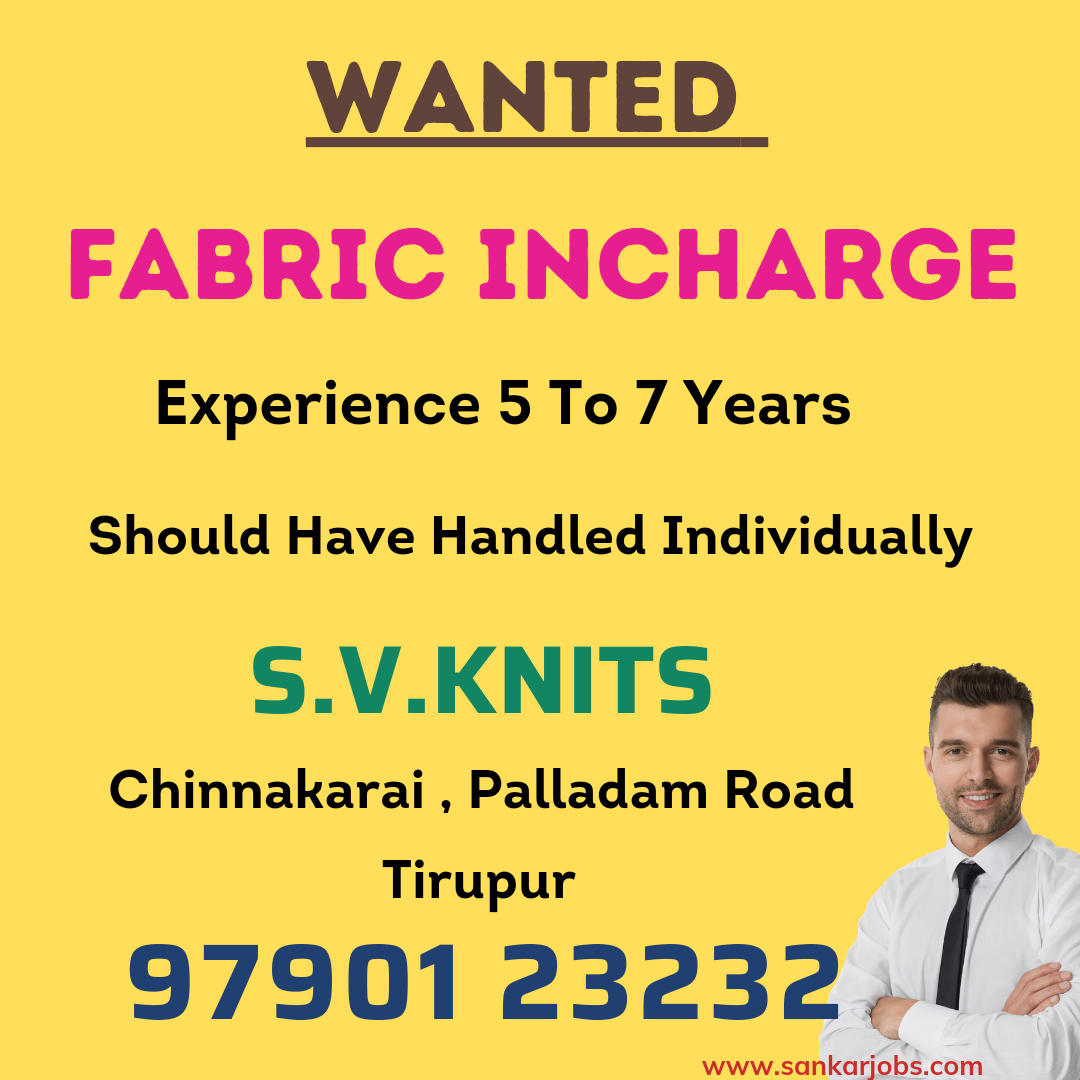 WANTED
FABRIC INCHARGE
Experience 5 To 7 Years
Should Have Handled Individually
S.V.KNITS
Chinnakarai , Palladam Road
Tirupur
97901 23232
www.sankarjobs.com